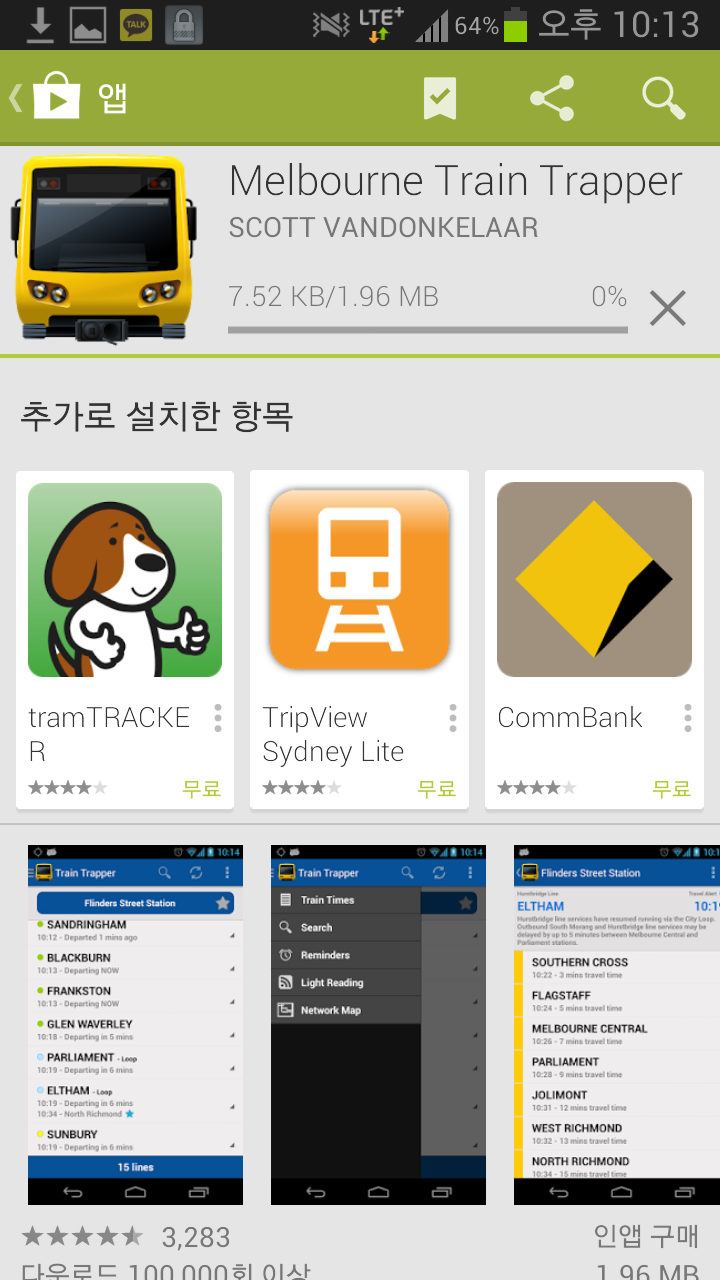 TALK LTE+ 64% 오후 10:13
앱
Melbourne Train Trapper
SCOTT VANDONKELAAR
7.52 KB/1.96 MB 0%
추가로 설치한 항목
tramTRACKE
R
무료
TripView
Sydney Lite
무료
CommBank
무료
10:14
Train Trapper
Flinders Street Station
SANDRINGHAM
10:12 - Departed 1 mins ago
BLACKBURN
10:13 - Departing NOW
FRANKSTON
10:13 - Departing NOW
GLEN WAVERLEY
10:18 - Departing in 5 mins
PARLIAMENT - Loop
10:19 - Departing in 6 mins
ELTHAM - Loop
10:19 - Departing in 6 mins
10:34 - North Richmond
SUNBURY
10:19 - Departing in 6 mins
15 lines
10:14
Train Trapper
Train Times
Search
Reminders
Light Reading
Network Map
10:14
Flinders Street Station
Hurstbridge Line Travel Alert
ELTHAM 10:1
Hurstbridge line services have resumed running via the City Loop.
Outbound South Morang and Hurstbridge line services may be
delayed by up to 5 minutes between Melbourne Central and
Parliament stations.
SOUTHERN CROSS
10:22 - 3 mins travel time
FLAGSTAFF
10:24 - 5 mins travel time
MELBOURNE CENTRAL
10:26 - 7 mins travel time
PARLIAMENT
10:28 - 9 mins travel time
JOLIMONT
10:31 - 12 mins travel time
WEST RICHMOND
10:32 - 13 mins travel time
NORTH RICHMOND
10:34 - 15 mins travel time
3,283 인앱 구매
다운로드 100,000회 이상 1.96 MB